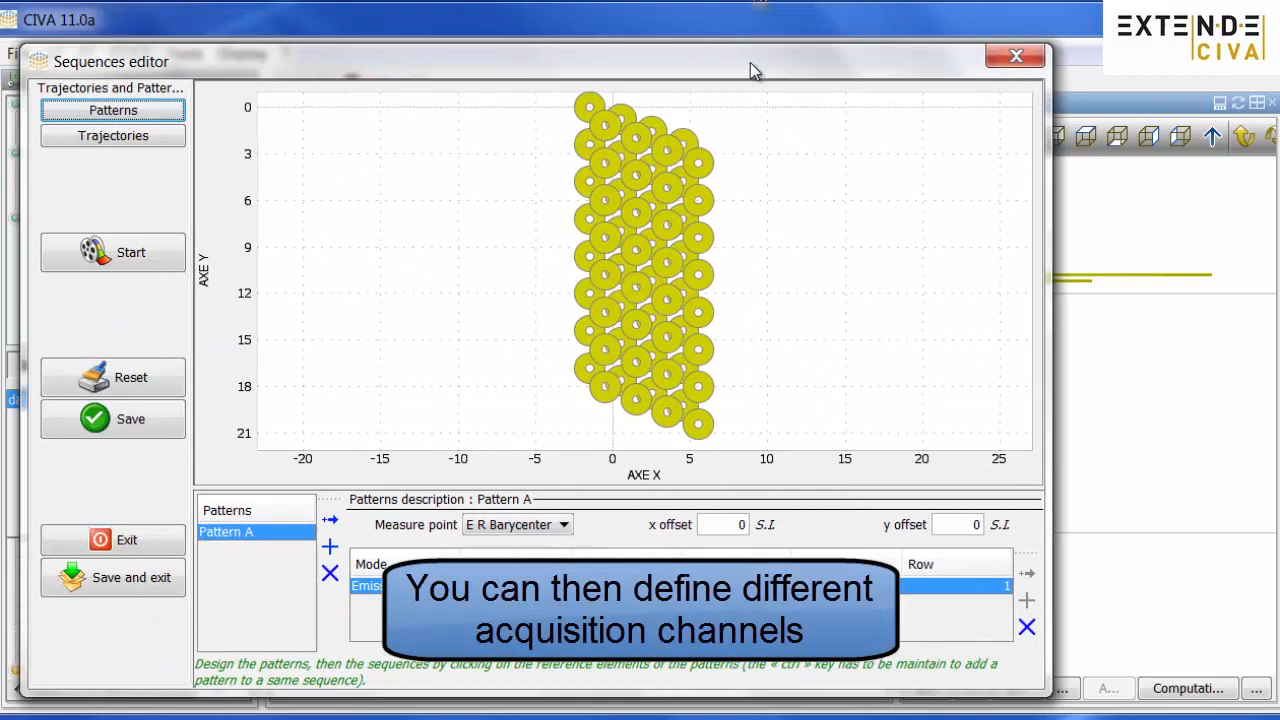 CIVA 11.0a
EXTENDE
CIVA
Sequences editor
Trajectories and Patter...
Patterns
Trajectories
Start
Reset
Save
Exit
Save and exit
0
3
6
9
12
15
18
21
AXE Y
-20 -15 -10 -5 0 5 10 15 20 25
AXE X
Patterns
Pattern A
Patterns description : Pattern A
Measure point E R Barycenter x offset 0 S.I y offset 0 S.I
Mode Row
Emiss 1
You can then define different
acquisition channels
Design the patterns, then the sequences by clicking on the reference elements of the patterns (the « ctrl » key has to be maintain to add a
pattern to a same sequence).
... A... Computati... ...